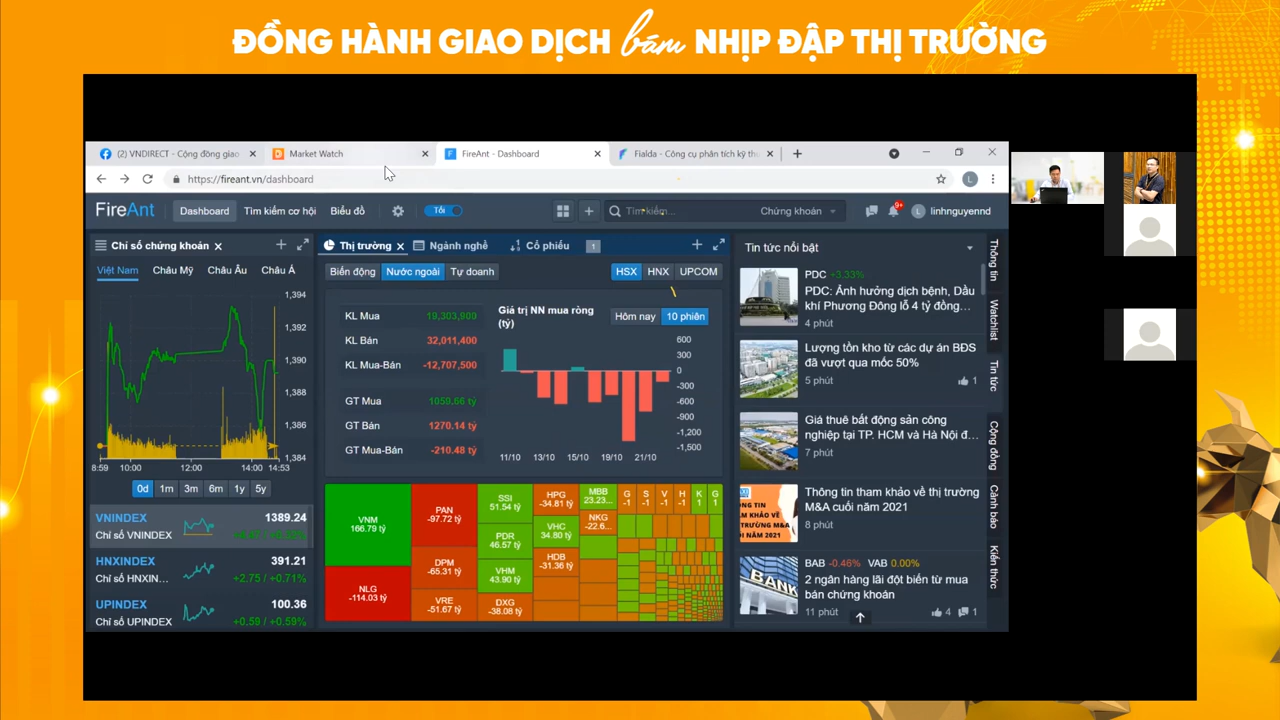 ĐỒNG HÀNH GIAO DỊCH bám NHỊP ĐẬP THỊ TRƯỜNG
(2) VNDIRECT - Cộng đồng giao
Market Watch
FireAnt - Dashboard
Fialda - Công cụ phân tích kỹ thu
https://fireant.vn/dashboard
L
FireAnt
Dashboard
Tìm kiếm cơ hội
Biểu đồ
Tối
Tìm kiếm...
Chứng khoán
9+
L
linhnguyennd
Chỉ số chứng khoán
Việt Nam
Châu Mỹ
Châu Âu
Châu Á
1,394
1,392
1,390
1,388
1,386
1,384
8:59
10:00
12:00
14:00
14:53
0d
1m
3m
6m
1y
5y
VNINDEX
1389.24
Chỉ số VNINDEX
HNXINDEX
391.21
Chỉ số HNXIN...
+2,75 / +0.71%
UPINDEX
100.36
Chỉ số UPINDEX
+0,59 / +0.59%
Thị trường
Ngành nghề
Cổ phiếu
1
Biến động
Nước ngoài
Tự doanh
HSX
HNX
UPCOM
KL Mua
19,303,900
KL Bán
32,011,400
KL Mua-Bán
-12,707,500
GT Mua
1059,66 tỷ
GT Bán
1270.14 tỷ
GT Mua-Bán
-210.48 tỷ
Giá trị NN mua ròng
(tỷ)
Hôm nay
10 phiên
600
300
0
-300
-600
-900
-1,200
-1,500
11/10
13/10
15/10
19/10
21/10
VNM
166.79 tỷ
NLG
-114.03 tỷ
PAN
-97.72 tỷ
DPM
-65.31 tỷ
VRE
-51.67 tỷ
SSI
51.54 tỷ
PDR
46.57 tỷ
VHM
43.90 tỷ
DXG
-38.08 tỷ
HPG
-34.81 tỷ
VHC
34.80 tỷ
HDB
-31.36 tỷ
MBB
23.23...
NKG
-22.6...
G
-1
S
-1
V
-1
H
-1
K
1
G
1
Tin tức nổi bật
PDC +3.33%
PDC: Ảnh hưởng dịch bệnh, Dầu
khí Phương Đông lỗ 4 tỷ đồng...
4 phút
Lượng tồn kho từ các dự án BĐS
đã vượt qua mốc 50%
5 phút
1
Giá thuê bất động sản công
nghiệp tại TP. HCM và Hà Nội đ...
7 phút
Thông tin tham khảo về thị trường
M&A cuối năm 2021
8 phút
BAB -0.46% VAB 0.00%
2 ngân hàng lãi đột biến từ mua
bán chứng khoán
11 phút
4
1
BANK
Thông tin
Watchlist
Tin tức
Cộng đồng
Cảnh báo
Kiến thức